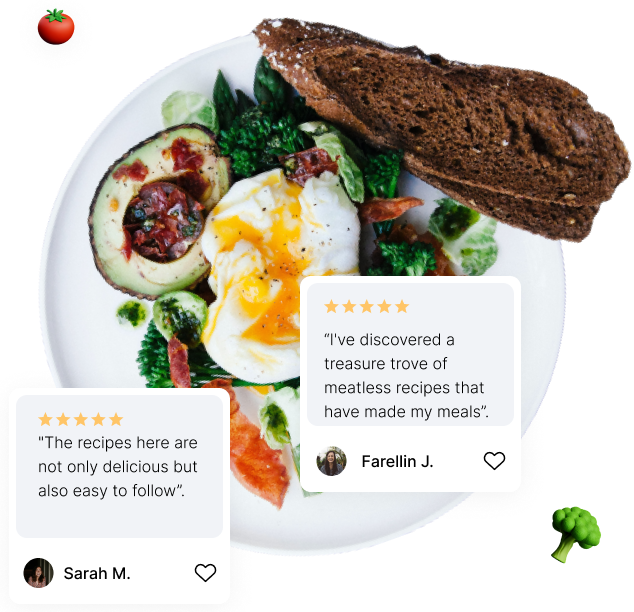 “I've discovered a
treasure trove of
meatless recipes that
have made my meals”.
Farellin J.
"The recipes here are
not only delicious but
also easy to follow”.
Sarah M.